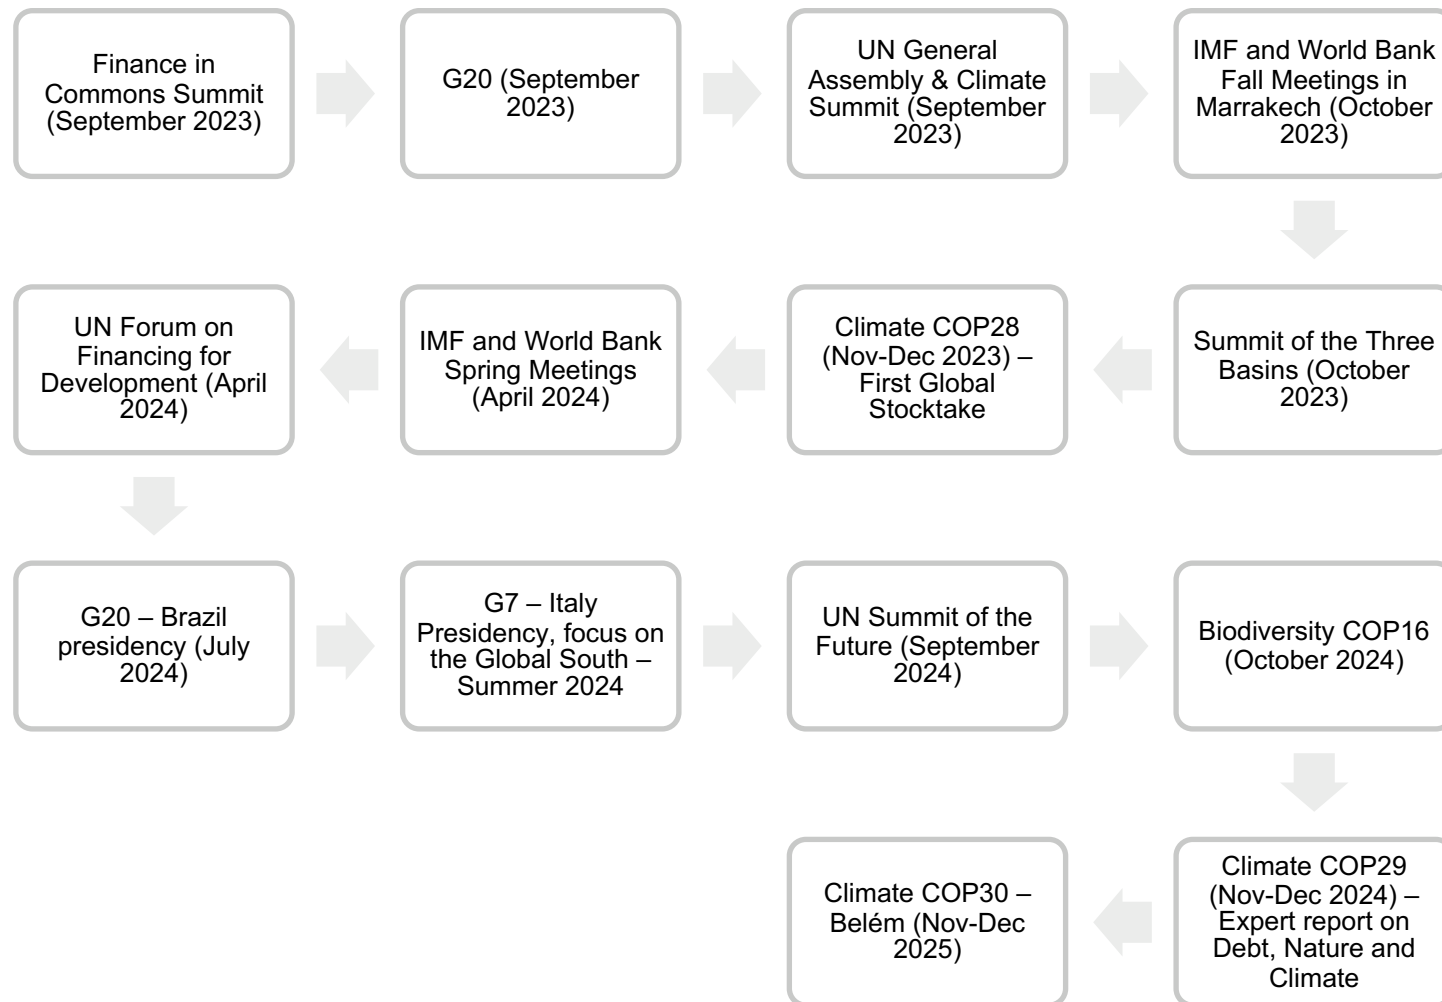 Finance in
Commons Summit
(September 2023)
G20 (September
2023)
UN General
Assembly & Climate
Summit (September
2023)
IMF and World Bank
Fall Meetings in
Marrakech (October
2023)
Summit of the Three
Basins (October
2023)
Climate COP28
(Nov-Dec 2023) –
First Global
Stocktake
IMF and World Bank
Spring Meetings
(April 2024)
UN Forum on
Financing for
Development (April
2024)
G20 – Brazil
presidency (July
2024)
G7 – Italy
Presidency, focus on
the Global South –
Summer 2024
UN Summit of the
Future (September
2024)
Biodiversity COP16
(October 2024)
Climate COP29
(Nov-Dec 2024) –
Expert report on
Debt, Nature and
Climate
Climate COP30 –
Belém (Nov-Dec
2025)